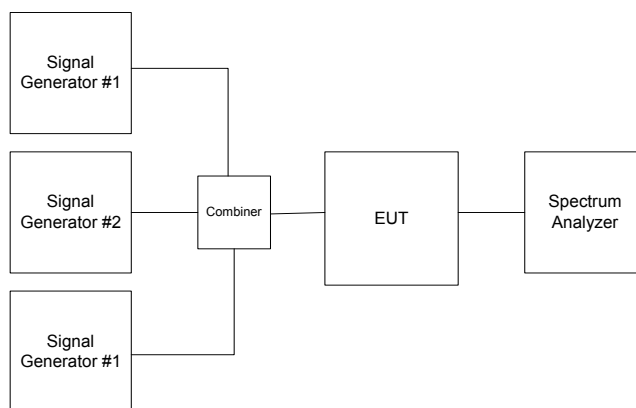 Signal
Generator #1
Signal
Generator #2
Combiner
EUT
Spectrum
Analyzer
Signal
Generator #1